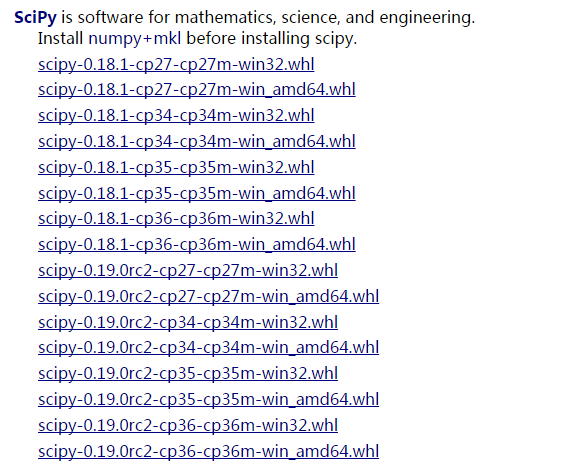 SciPy is software for mathematics, science, and engineering.
Install numpy+mkl before installing scipy.
scipy-0.18.1-cp27-cp27m-win32.whl
scipy-0.18.1-cp27-cp27m-win_amd64.whl
scipy-0.18.1-cp34-cp34m-win32.whl
scipy-0.18.1-cp34-cp34m-win_amd64.whl
scipy-0.18.1-cp35-cp35m-win32.whl
scipy-0.18.1-cp35-cp35m-win_amd64.whl
scipy-0.18.1-cp36-cp36m-win32.whl
scipy-0.18.1-cp36-cp36m-win_amd64.whl
scipy-0.19.0rc2-cp27-cp27m-win32.whl
scipy-0.19.0rc2-cp27-cp27m-win_amd64.whl
scipy-0.19.0rc2-cp34-cp34m-win32.whl
scipy-0.19.0rc2-cp34-cp34m-win_amd64.whl
scipy-0.19.0rc2-cp35-cp35m-win32.whl
scipy-0.19.0rc2-cp35-cp35m-win_amd64.whl
scipy-0.19.0rc2-cp36-cp36m-win32.whl
scipy-0.19.0rc2-cp36-cp36m-win_amd64.whl